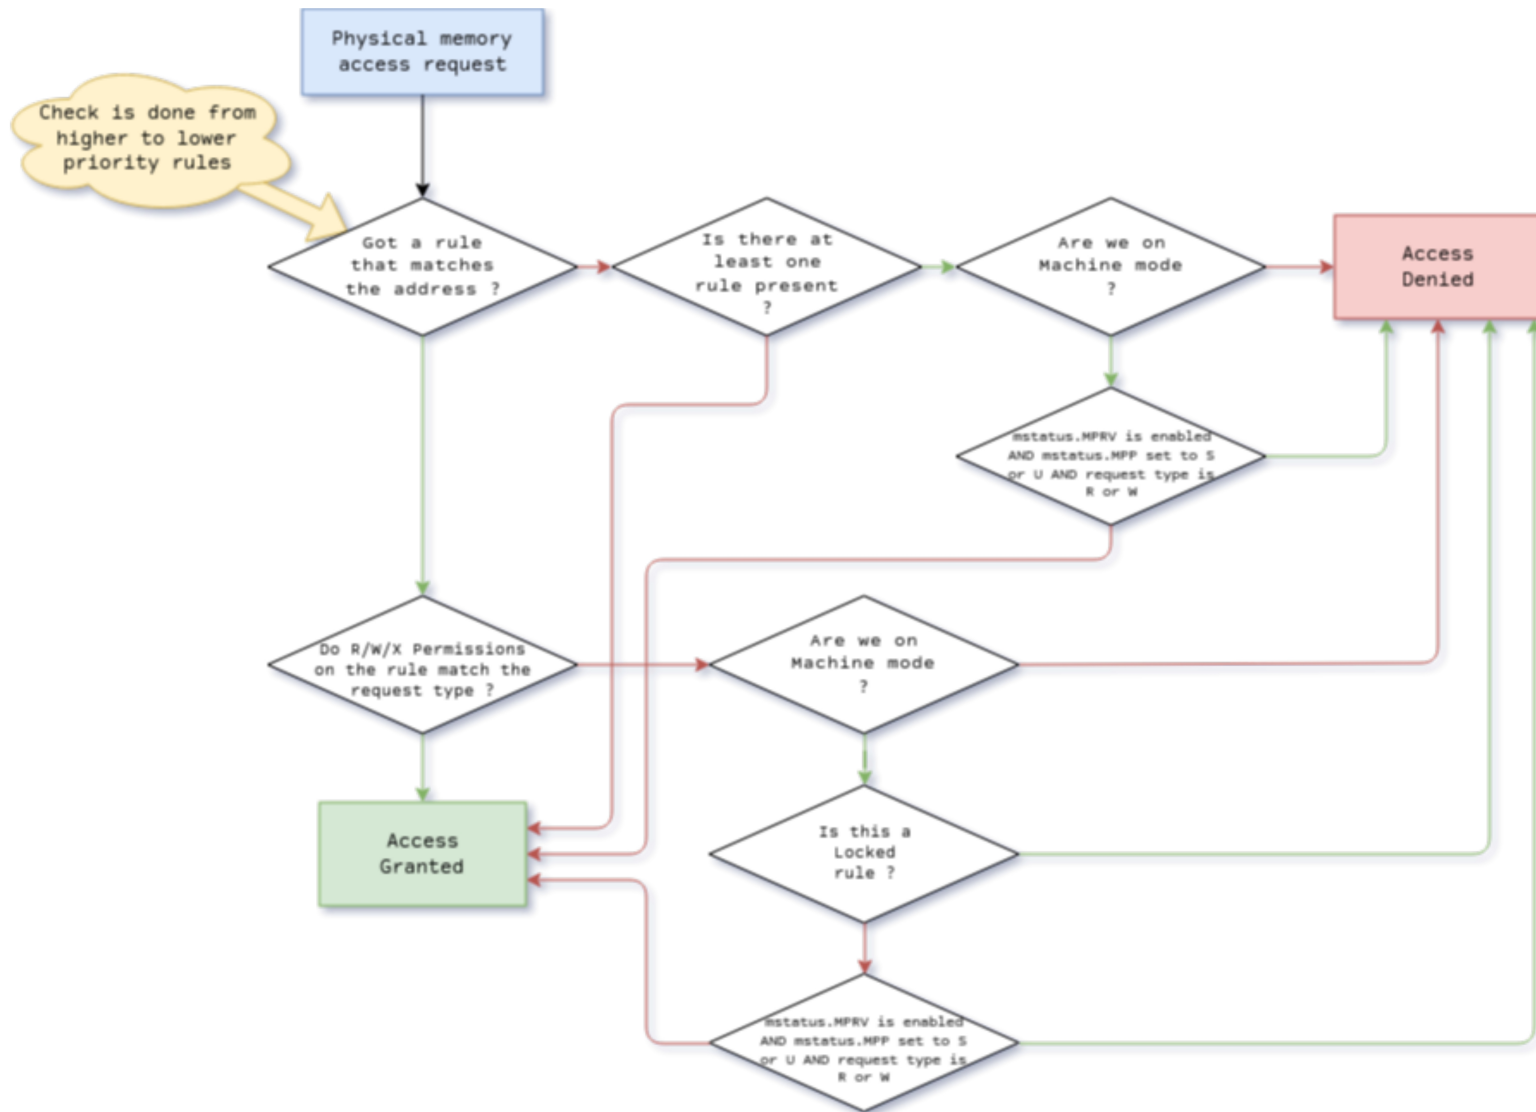 Physical memory
access request
Check is done from
higher to lower
priority rules
Got a rule
that matches
the address ?
Is there at
least one
rule present
?
Are we on
Machine mode
?
Access
Denied
mstatus.MPRV is enabled
AND mstatus.MPP set to S
or U AND request type is
R or W
Do R/W/X Permissions
on the rule match the
request type ?
Are we on
Machine mode
?
Access
Granted
Is this a
Locked
rule ?
mstatus.MPRV is enabled
AND mstatus.MPP set to S
or U AND request type is
R or W